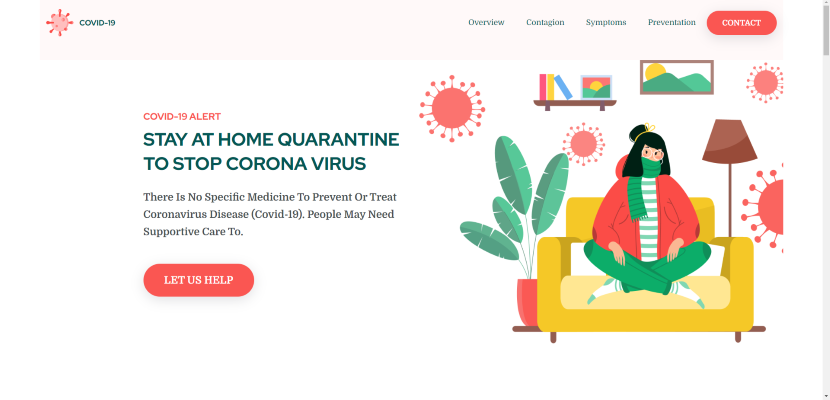 COVID-19
Overview
Contagion
Symptoms
Preventation
CONTACT
COVID-19 ALERT
STAY AT HOME QUARANTINE
TO STOP CORONA VIRUS
There Is No Specific Medicine To Prevent Or Treat
Coronavirus Disease (Covid-19). People May Need
Supportive Care To.
LET US HELP